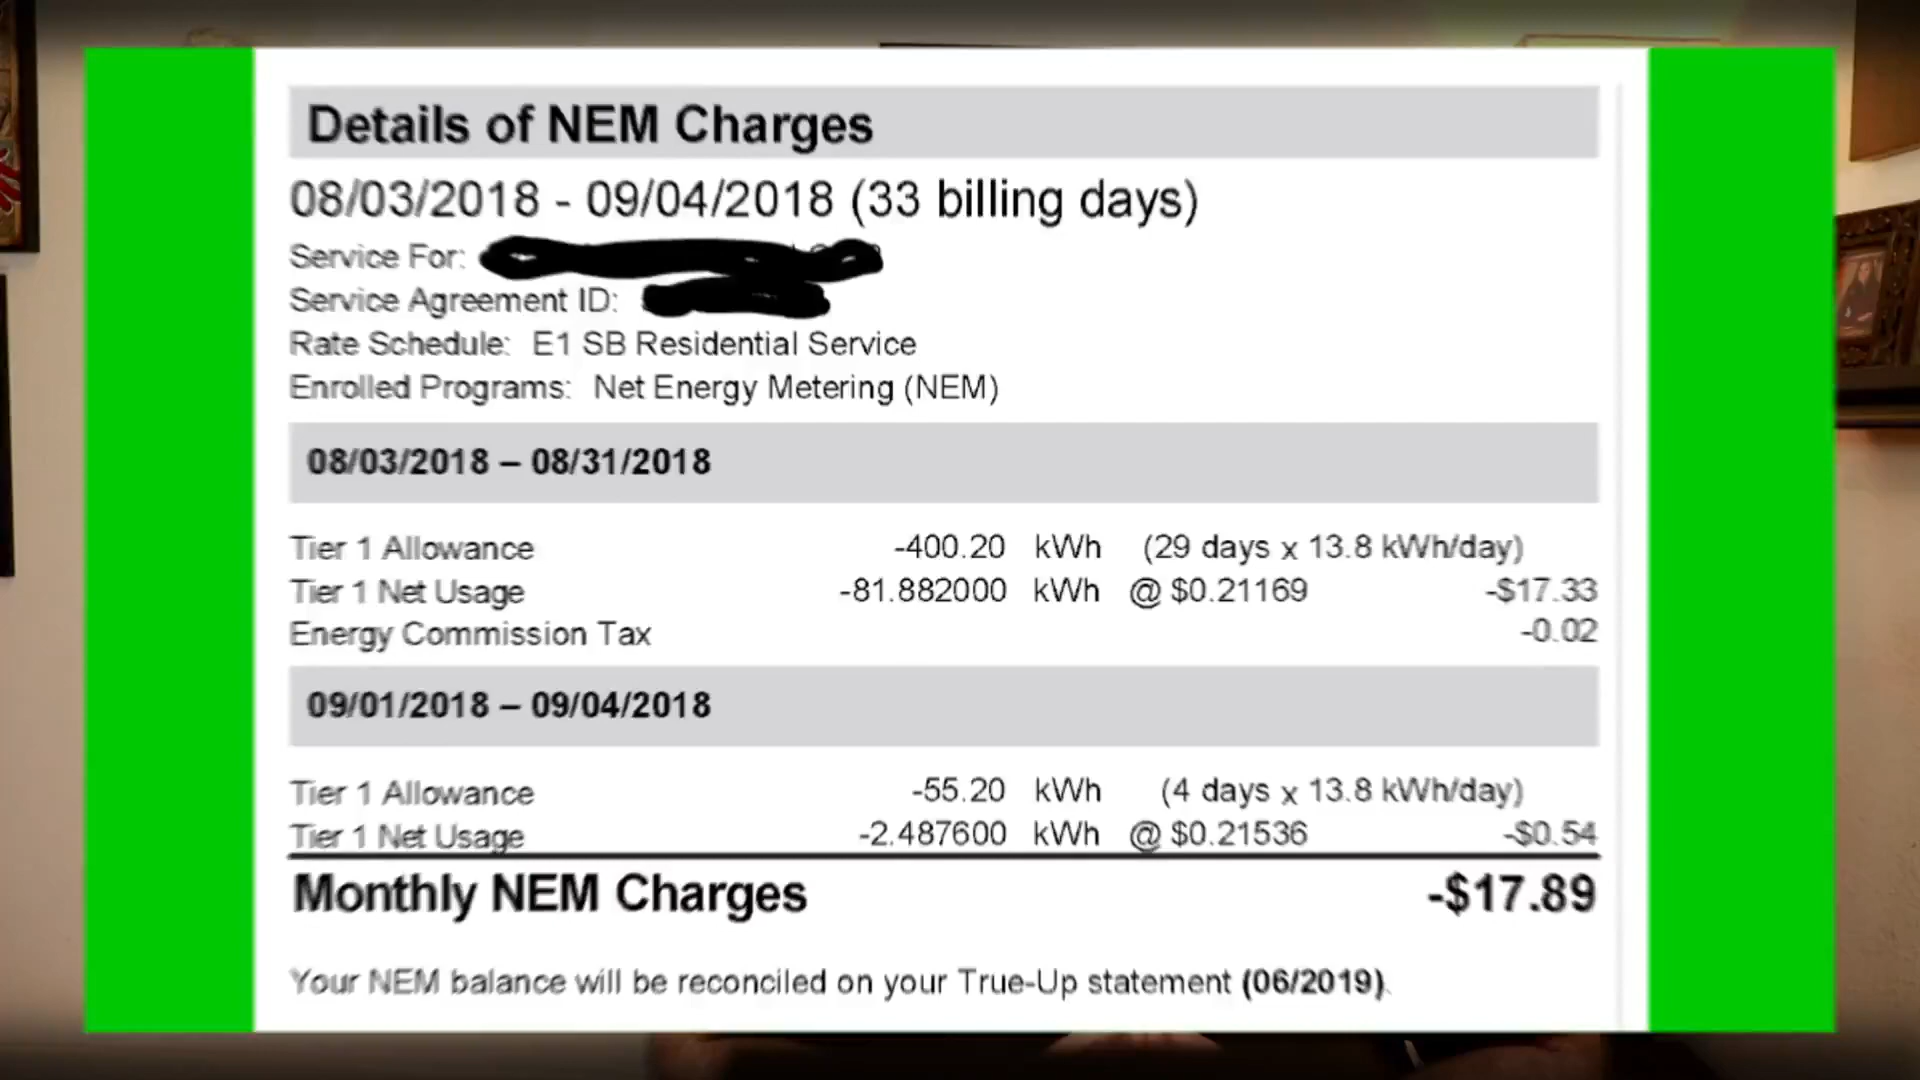 Details of NEM Charges
08/03/2018 - 09/04/2018 (33 billing days)
Service For:
Service Agreement ID:
Rate Schedule: E1 SB Residential Service
Enrolled Programs: Net Energy Metering (NEM)
08/03/2018 – 08/31/2018
Tier 1 Allowance -400.20 kWh (29 days x 13.8 kWh/day)
Tier 1 Net Usage -81.882000 kWh @ $0.21169 -$17.33
Energy Commission Tax -0.02
09/01/2018 – 09/04/2018
Tier 1 Allowance -55.20 kWh (4 days x 13.8 kWh/day)
Tier 1 Net Usage -2.487600 kWh @ $0.21536 -$0.54
Monthly NEM Charges -$17.89
Your NEM balance will be reconciled on your True-Up statement (06/2019).